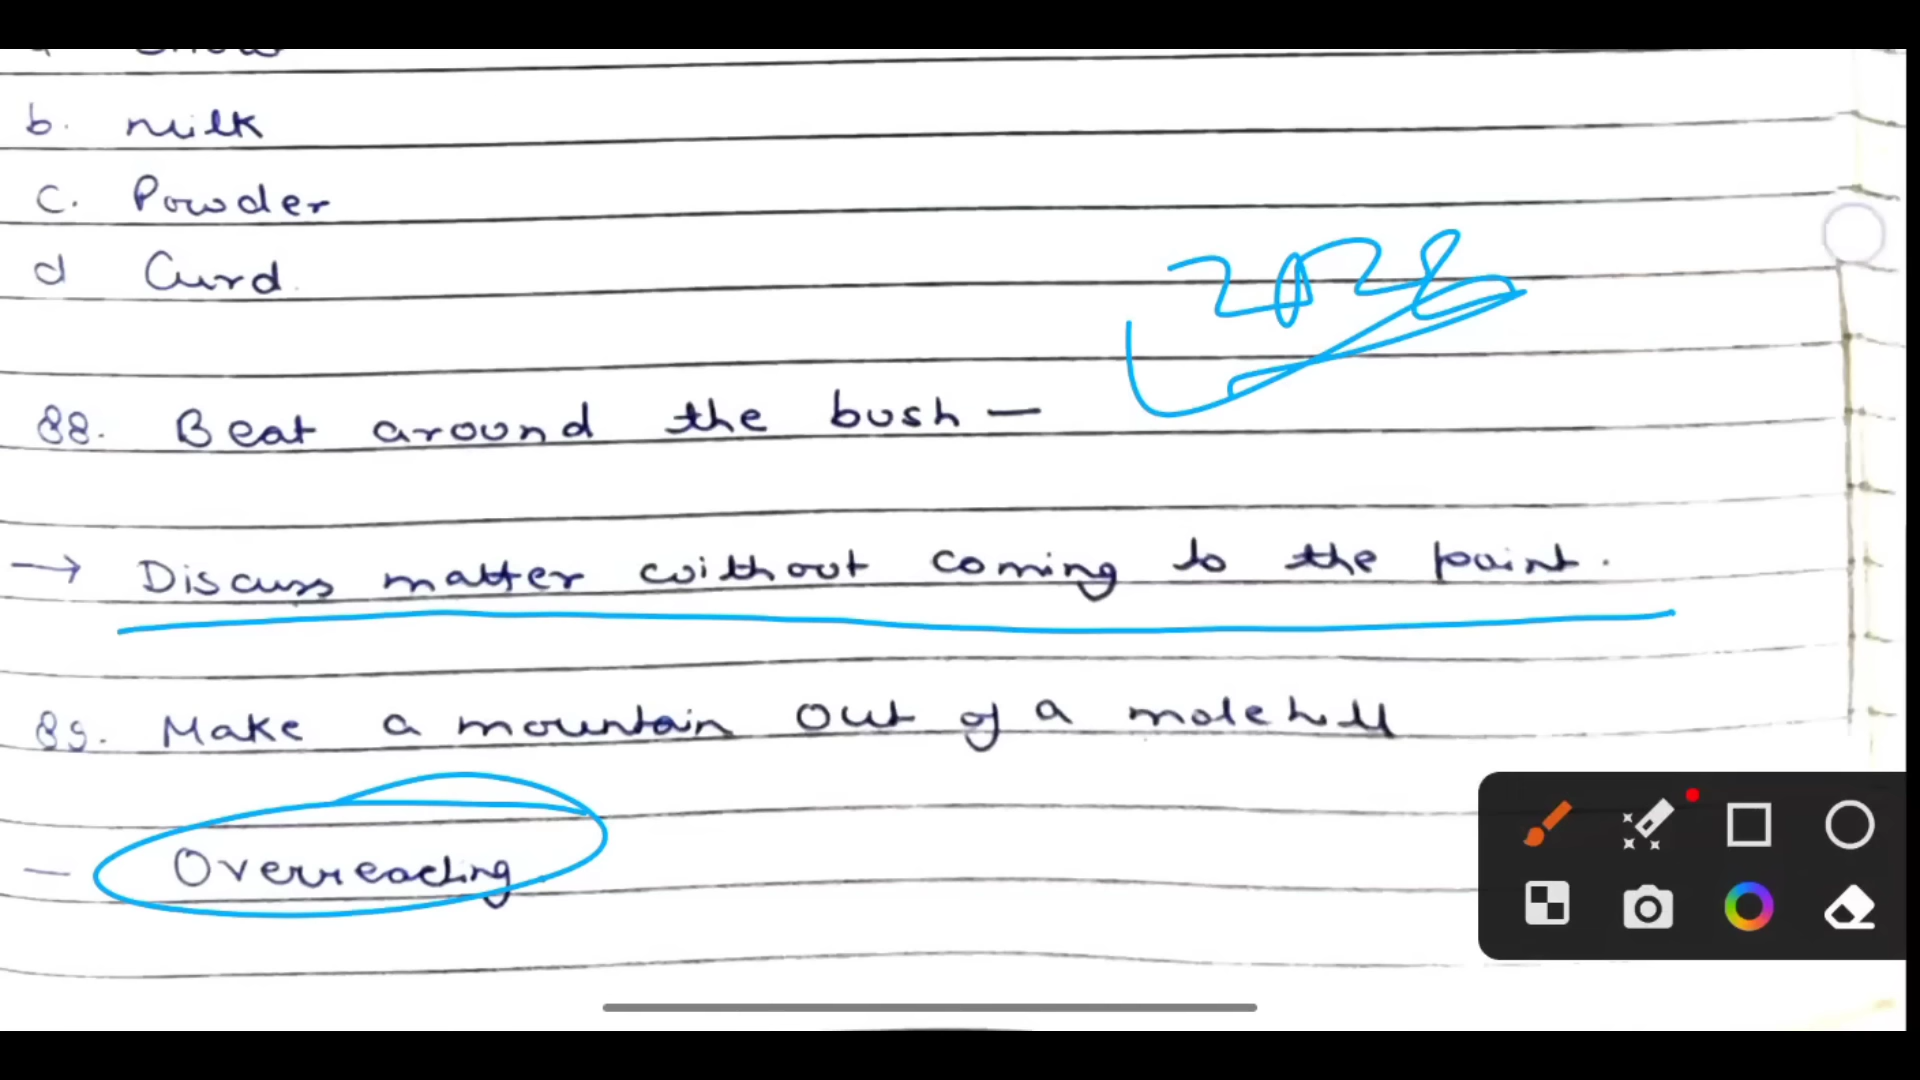 b. milk
c. Powder
d Curd
2028
88. Beat around the bush —
→ Discuss matter without coming to the point.
89. Make a mountain out of a molehill
— Overreacting